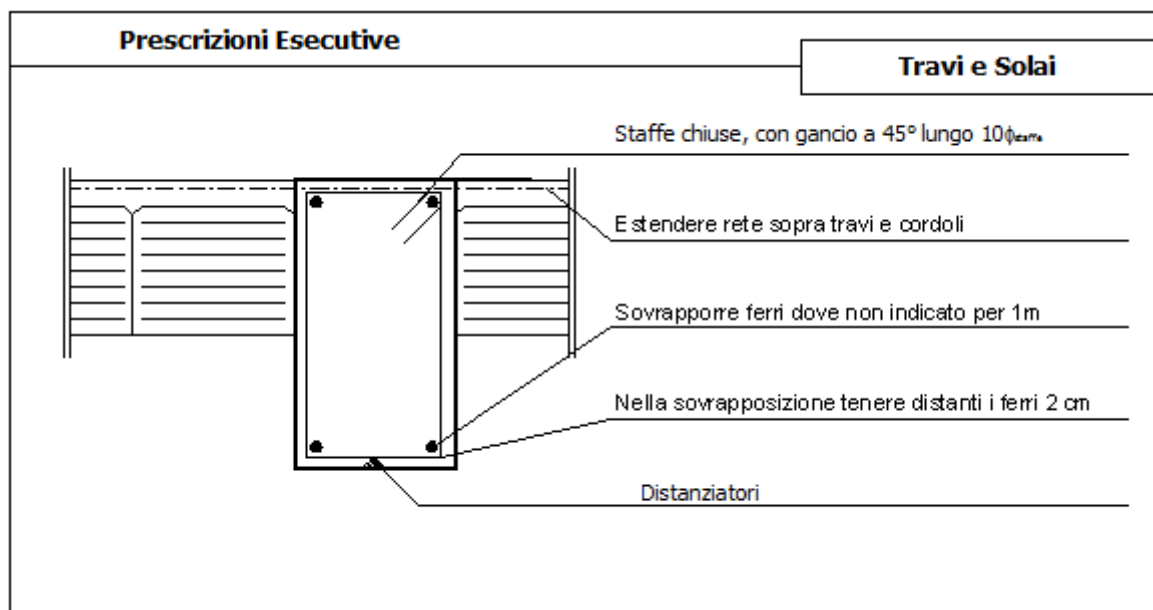 Prescrizioni Esecutive
Travi e Solai
Staffe chiuse, con gancio a 45° lungo 10ϕstaffa
Estendere rete sopra travi e cordoli
Sovrapporre ferri dove non indicato per 1m
Nella sovrapposizione tenere distanti i ferri 2 cm
Distanziatori